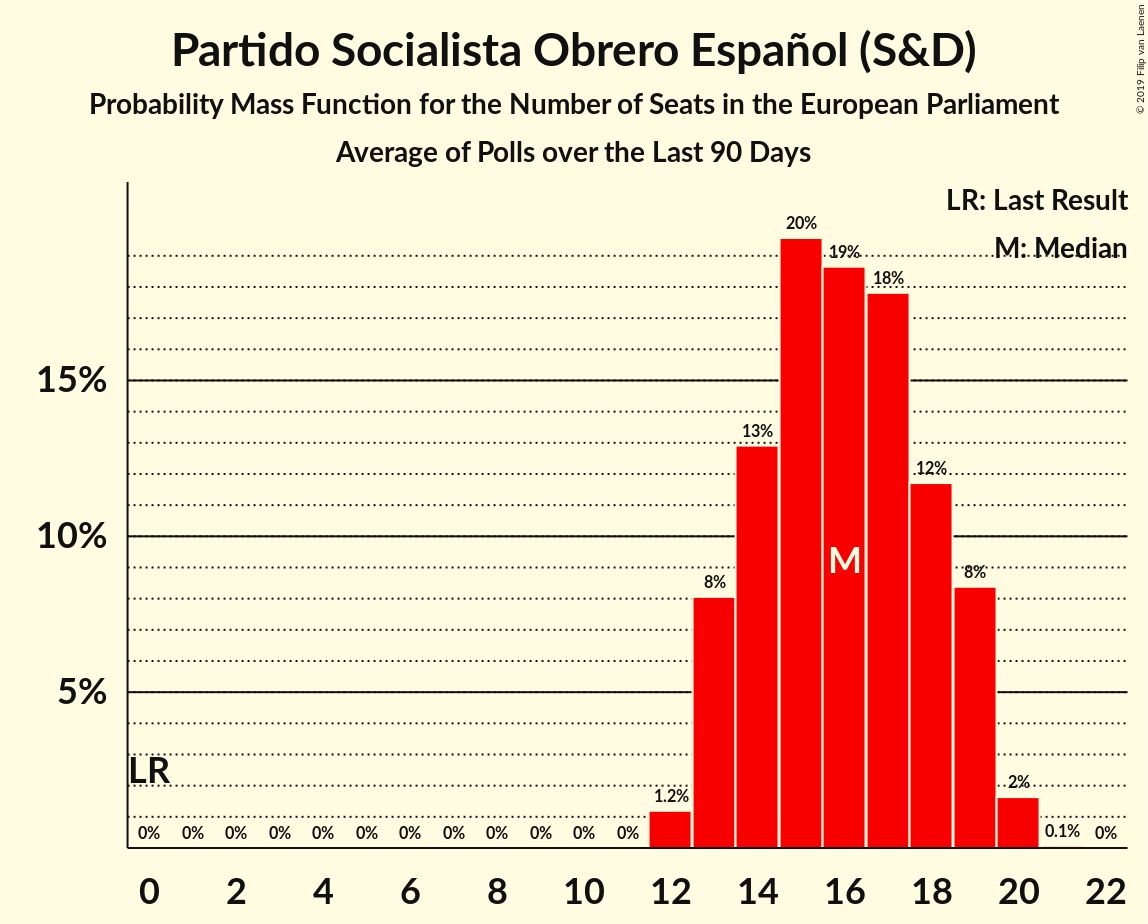 Partido Socialista Obrero Español (S&D)
Probability Mass Function for the Number of Seats in the European Parliament
Average of Polls over the Last 90 Days
© 2019 Filip van Laenen
LR: Last Result
M: Median
20%
19%
18%
15%
13%
12%
10%
M
8%
8%
5%
LR
1.2%
2%
0% 0% 0% 0% 0% 0% 0% 0% 0% 0% 0% 0% 0.1% 0%
0 2 4 6 8 10 12 14 16 18 20 22